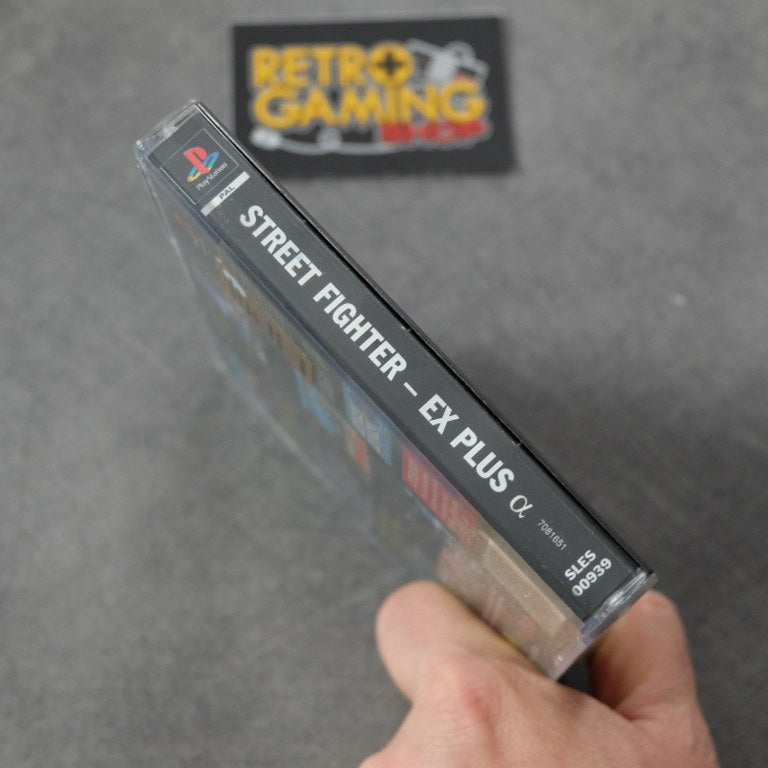 RETRO
GAMING
SHOP
PlayStation
PAL
STREET FIGHTER – EX PLUS α
7081651
SLES
00939